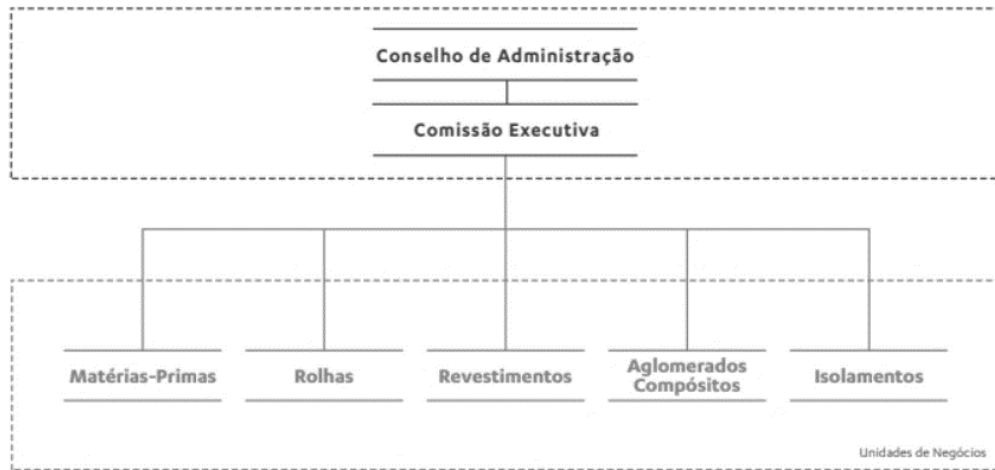 Conselho de Administração
Comissão Executiva
Matérias-Primas
Rolhas
Revestimentos
Aglomerados
Compósitos
Isolamentos
Unidades de Negócios